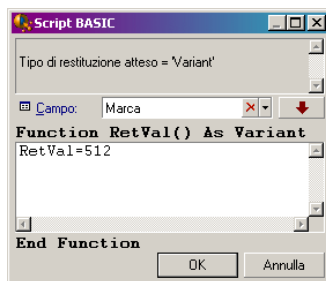 Script BASIC
Tipo di restituzione atteso = 'Variant'
Campo: Marca
Function RetVal() As Variant
RetVal=512
End Function
OK Annulla